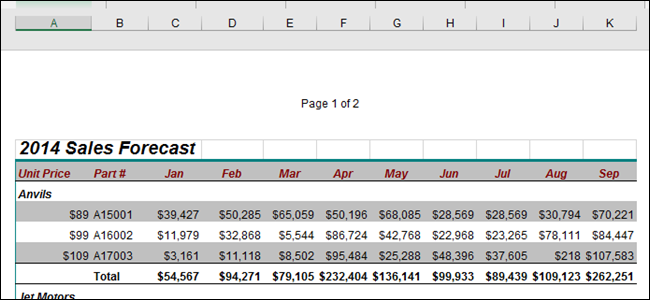 A B C D E F G H I J K
Page 1 of 2
2014 Sales Forecast
Unit Price Part # Jan Feb Mar Apr May Jun Jul Aug Sep
Anvils
$89 A15001 $39,427 $50,285 $65,059 $50,196 $68,085 $28,569 $28,569 $30,794 $70,221
$99 A16002 $11,979 $32,868 $5,544 $86,724 $42,768 $22,968 $23,265 $78,111 $84,447
$109 A17003 $3,161 $11,118 $8,502 $95,484 $25,288 $48,396 $37,605 $218 $107,583
Total $54,567 $94,271 $79,105 $232,404 $136,141 $99,933 $89,439 $109,123 $262,251
Jet Motors